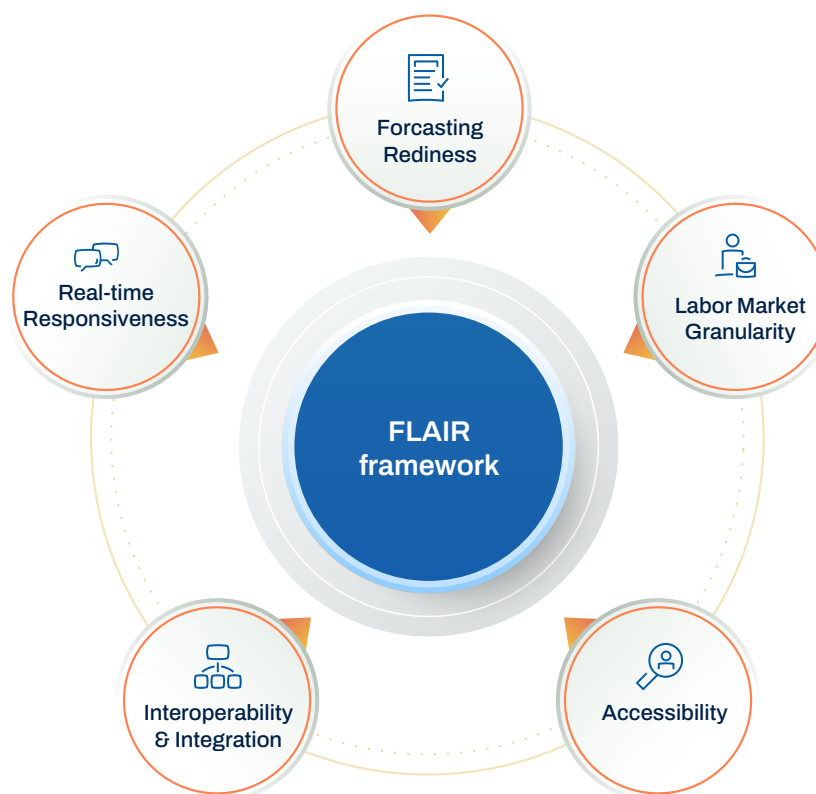 Forcasting
Rediness
Labor Market
Granularity
Accessibility
Interoperability
& Integration
Real-time
Responsiveness
FLAIR
framework